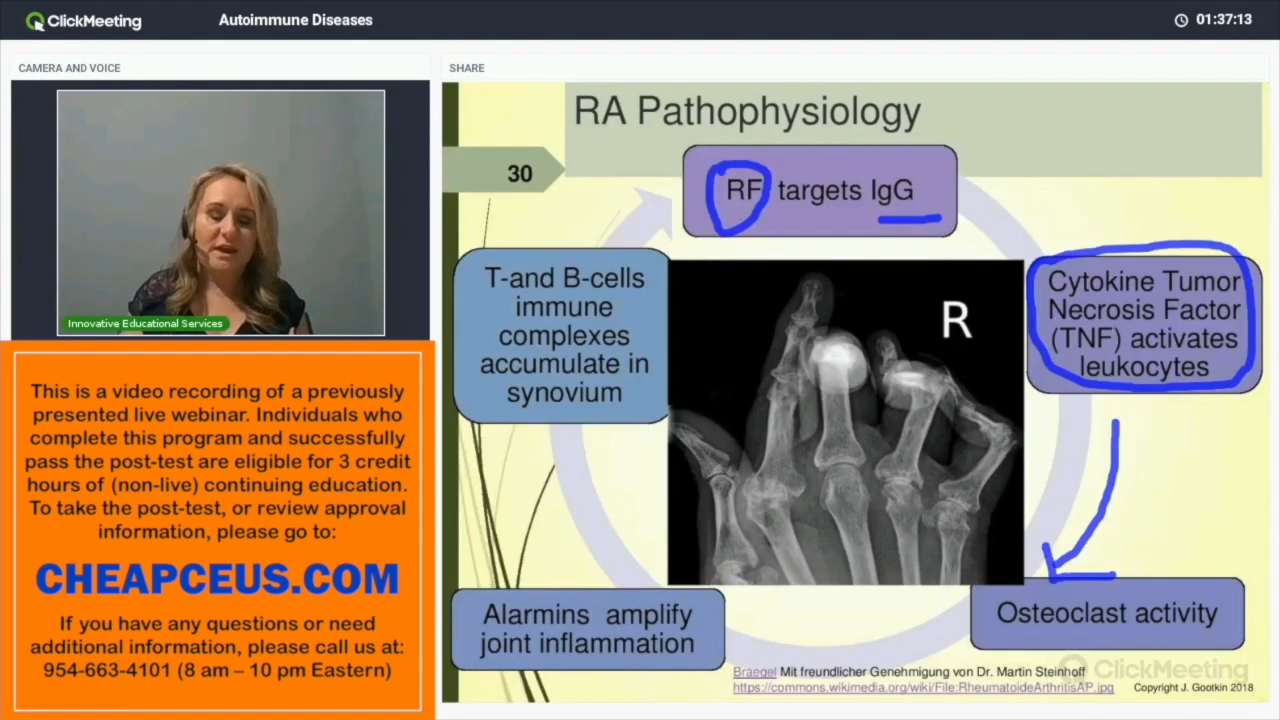 ClickMeeting
Autoimmune Diseases
01:37:13
CAMERA AND VOICE
Innovative Educational Services
This is a video recording of a previously
presented live webinar. Individuals who
complete this program and successfully
pass the post-test are eligible for 3 credit
hours of (non-live) continuing education.
To take the post-test, or review approval
information, please go to:
CHEAPCEUS.COM
If you have any questions or need
additional information, please call us at:
954-663-4101 (8 am – 10 pm Eastern)
SHARE
RA Pathophysiology
30
RF targets IgG
Cytokine Tumor
Necrosis Factor
(TNF) activates
leukocytes
Osteoclast activity
Alarmins amplify
joint inflammation
T-and B-cells
immune
complexes
accumulate in
synovium
R
Braegel Mit freundlicher Genehmigung von Dr. Martin Steinhoff
https://commons.wikimedia.org/wiki/File:RheumatoideArthritisAP.jpg
Copyright J. Gootkin 2018
ClickMeeting